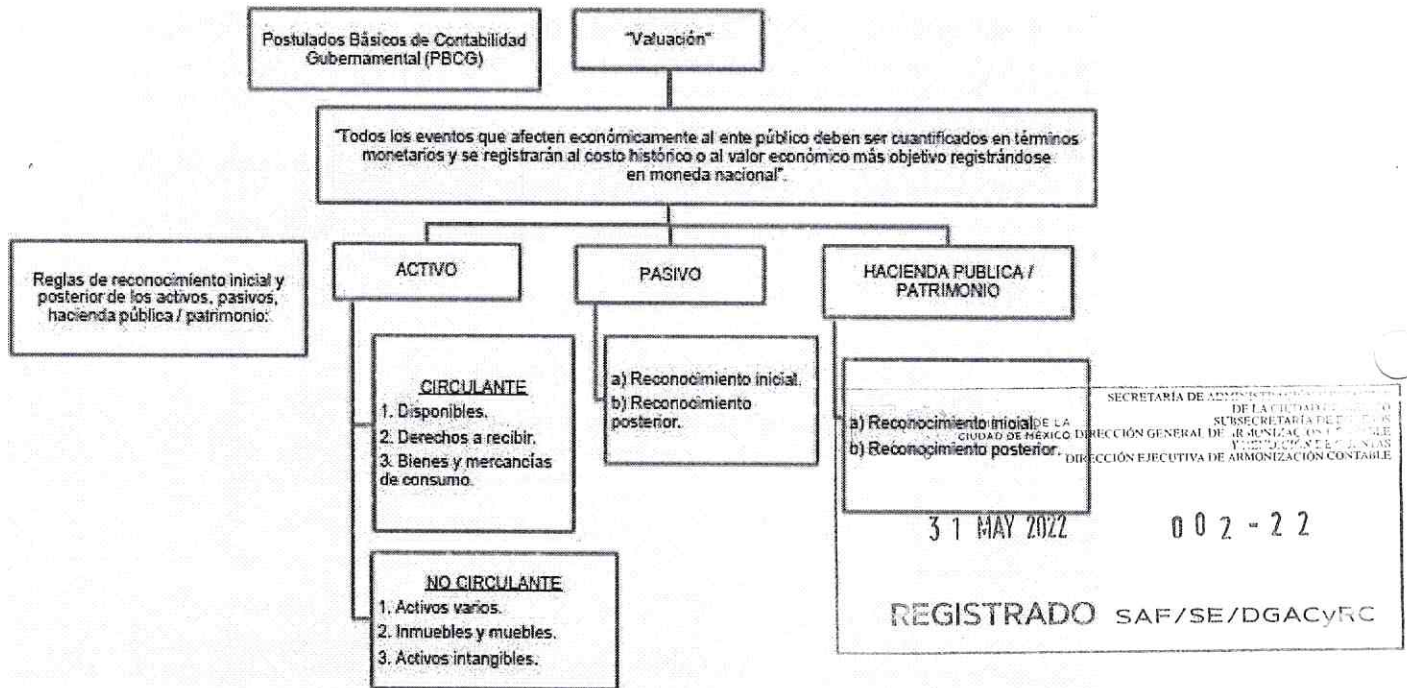 Postulados Básicos de Contabilidad
Gubernamental (PBCG)
"Valuación"
"Todos los eventos que afecten económicamente al ente público deben ser cuantificados en términos
monetarios y se registrarán al costo histórico o al valor económico más objetivo registrándose
en moneda nacional".
Reglas de reconocimiento inicial y
posterior de los activos, pasivos,
hacienda pública / patrimonio:
ACTIVO
PASIVO
HACIENDA PUBLICA /
PATRIMONIO
CIRCULANTE
1. Disponibles.
2. Derechos a recibir.
3. Bienes y mercancías
de consumo.
a) Reconocimiento inicial.
b) Reconocimiento
posterior.
a) Reconocimiento inicial.
b) Reconocimiento posterior.
NO CIRCULANTE
1. Activos varios.
2. Inmuebles y muebles.
3. Activos intangibles.
SECRETARÍA DE
DE LA
SUBSECRETARÍA DE
DE LA
CIUDAD DE MÉXICO
DIRECCIÓN GENERAL DE
DIRECCIÓN EJECUTIVA DE ARMONIZACIÓN CONTABLE
31 MAY 2022
002-22
REGISTRADO SAF/SE/DGACyRC